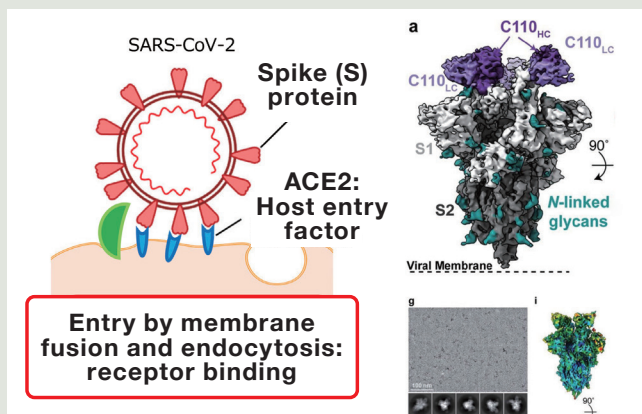 SARS-CoV-2
Spike (S)
protein
ACE2:
Host entry
factor
Entry by membrane
fusion and endocytosis:
receptor binding
a
C110HC
C110LC
C110LC
S1
90°
S2
N-linked
glycans
Viral Membrane
g
100 nm
i
90°